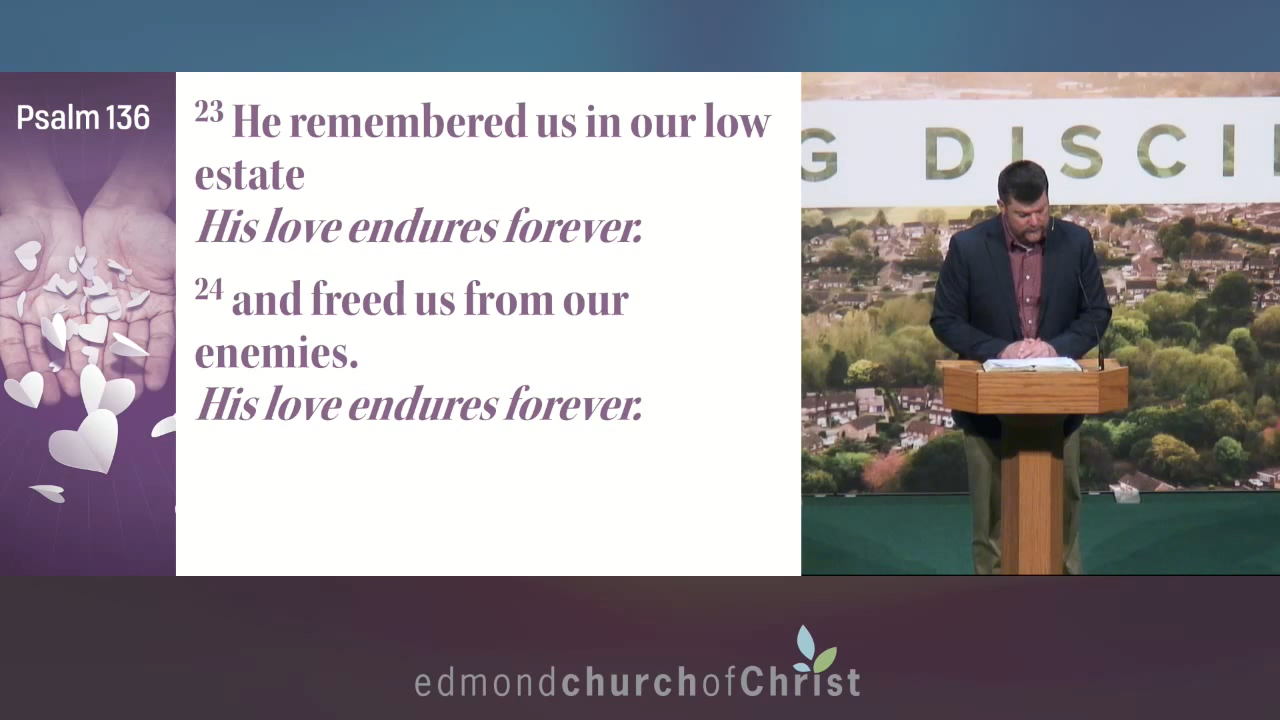 Psalm 136
23 He remembered us in our low
estate
His love endures forever.
24 and freed us from our
enemies.
His love endures forever.
G DISCI
edmondchurchofChrist